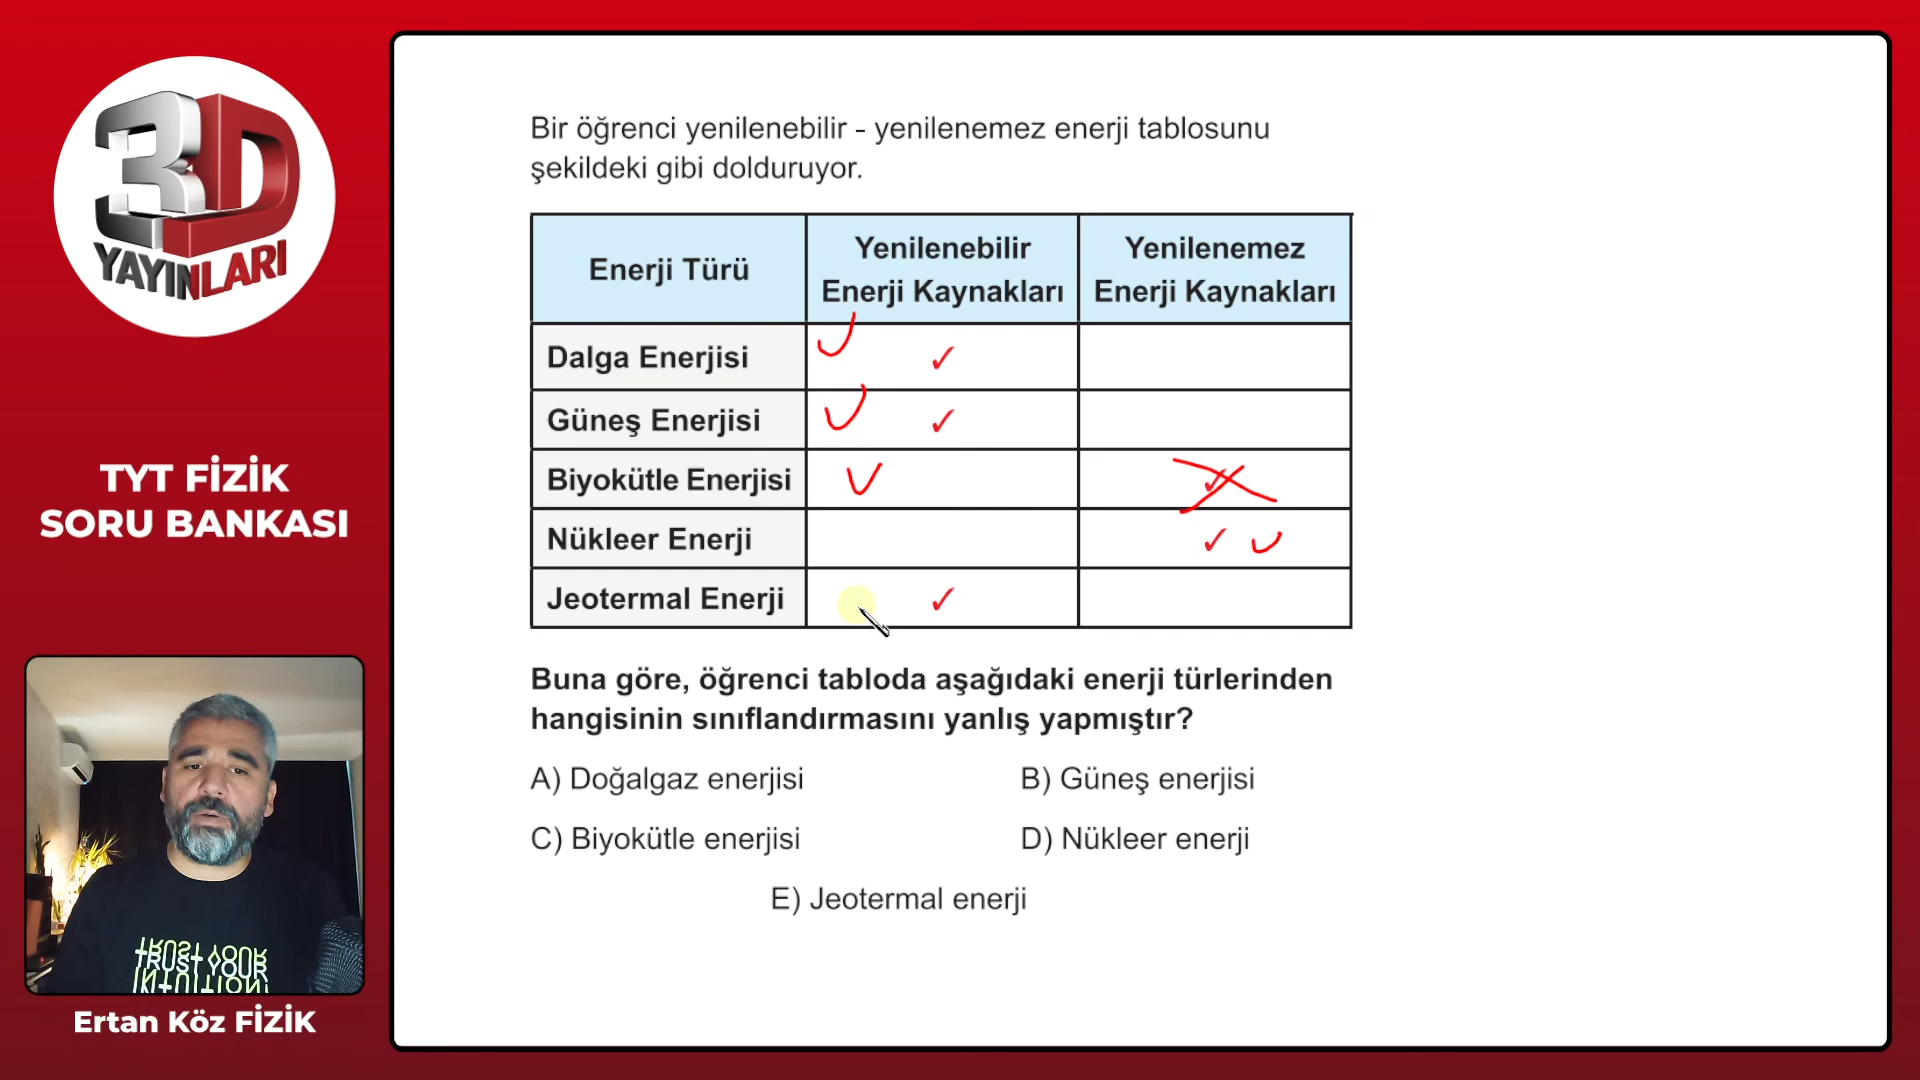 3D
YAYINLARI
TYT FİZİK
SORU BANKASI
TRUST YOUR
INTUITION
Ertan Köz FİZİK
Bir öğrenci yenilenebilir - yenilenemez enerji tablosunu
şekildeki gibi dolduruyor.
Enerji Türü
Yenilenebilir
Enerji Kaynakları
Yenilenemez
Enerji Kaynakları
Dalga Enerjisi ✓
Güneş Enerjisi ✓
Biyokütle Enerjisi ✓
Nükleer Enerji ✓
Jeotermal Enerji ✓
Buna göre, öğrenci tabloda aşağıdaki enerji türlerinden
hangisinin sınıflandırmasını yanlış yapmıştır?
A) Doğalgaz enerjisi
B) Güneş enerjisi
C) Biyokütle enerjisi
D) Nükleer enerji
E) Jeotermal enerji